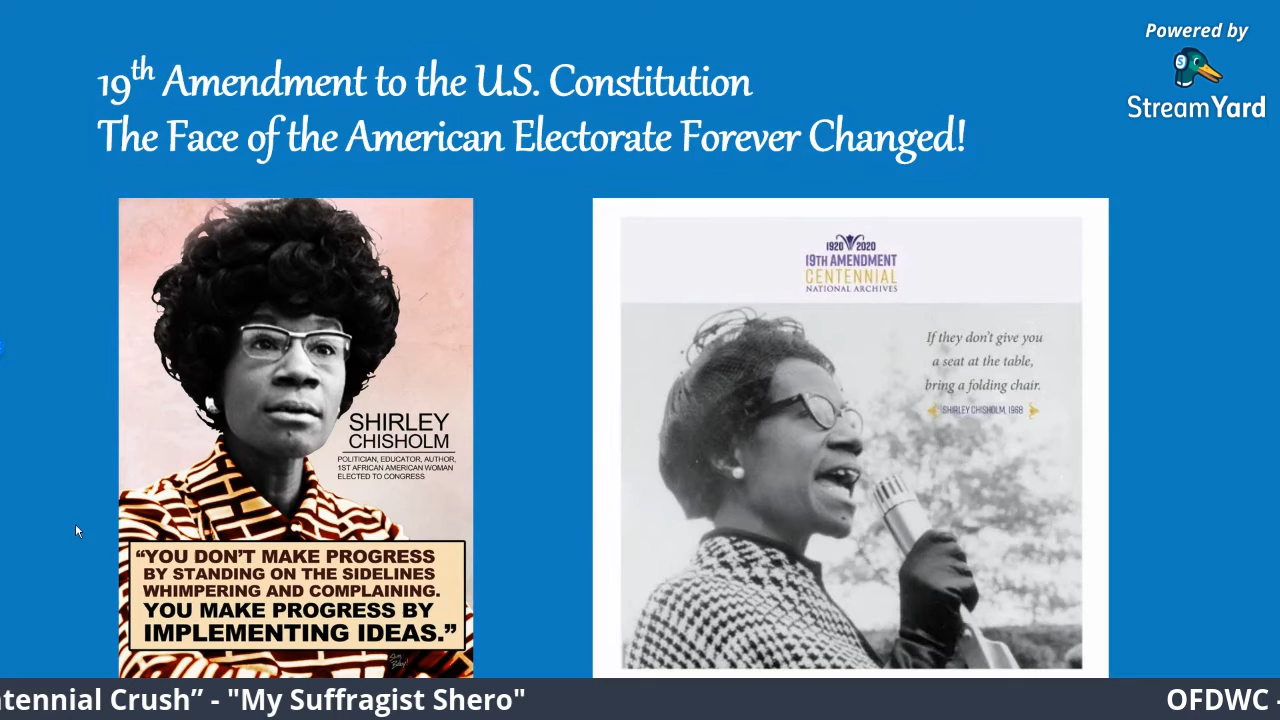 Powered by
StreamYard
19th Amendment to the U.S. Constitution
The Face of the American Electorate Forever Changed!
SHIRLEY
CHISHOLM
POLITICIAN, EDUCATOR, AUTHOR,
1ST AFRICAN AMERICAN WOMAN
ELECTED TO CONGRESS
“YOU DON’T MAKE PROGRESS
BY STANDING ON THE SIDELINES
WHIMPERING AND COMPLAINING.
YOU MAKE PROGRESS BY
IMPLEMENTING IDEAS.”
1920 2020
19TH AMENDMENT
CENTENNIAL
NATIONAL ARCHIVES
If they don't give you
a seat at the table,
bring a folding chair.
SHIRLEY CHISHOLM, 1968
ntennial Crush” - "My Suffragist Shero" OFDWC -